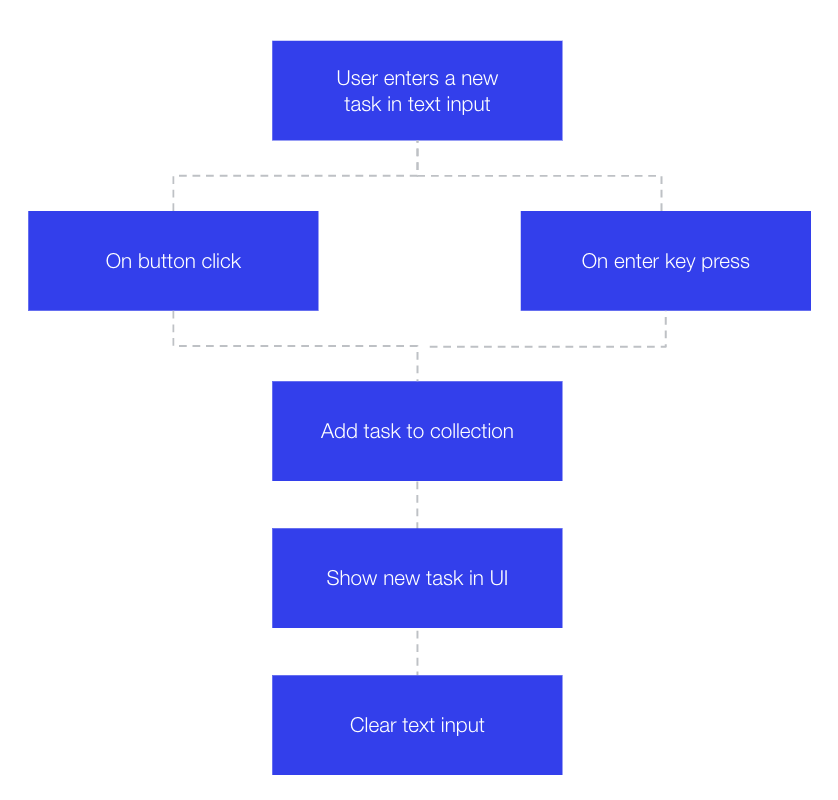 User enters a new
task in text input
On button click
On enter key press
Add task to collection
Show new task in UI
Clear text input